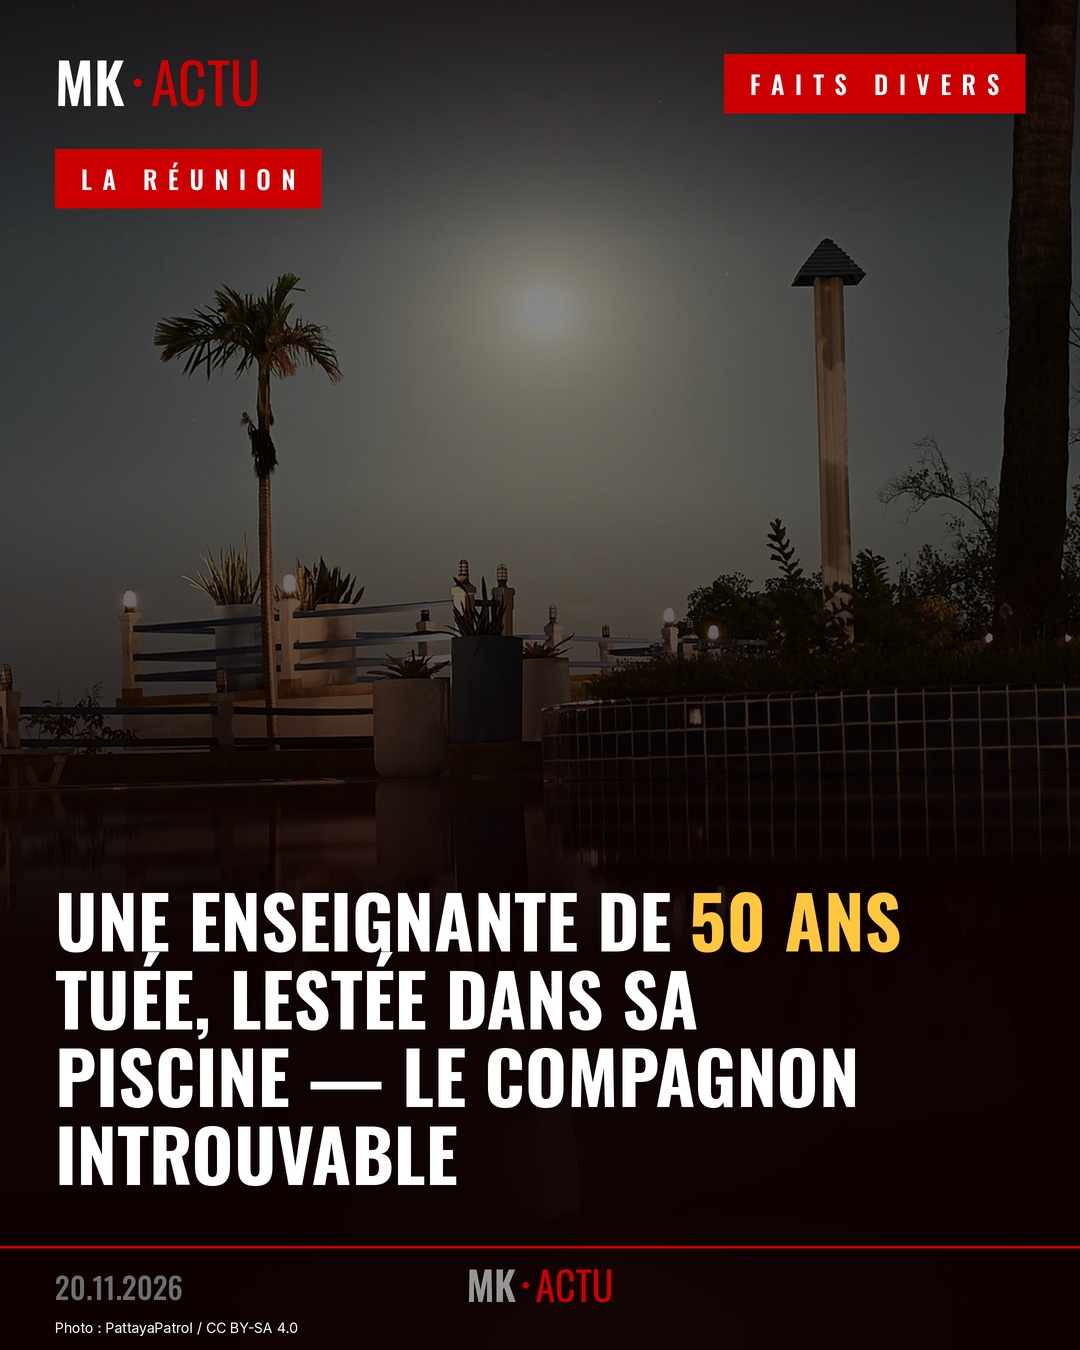 MK·ACTU
FAITS DIVERS
LA RÉUNION
UNE ENSEIGNANTE DE 50 ANS
TUÉE, LESTÉE DANS SA
PISCINE — LE COMPAGNON
INTROUVABLE
20.11.2026
MK·ACTU
Photo : PattayaPatrol / CC BY-SA 4.0